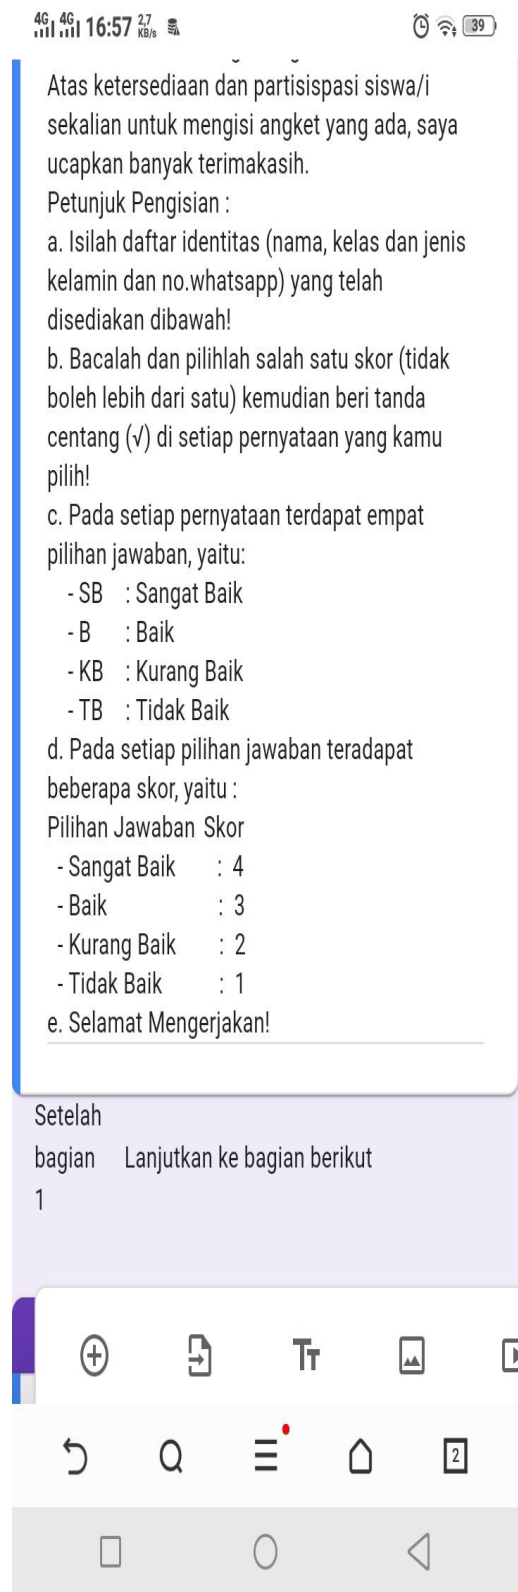 4G 4G 16:57 2,7 KB/s 39
Atas ketersediaan dan partisispasi siswa/i
sekalian untuk mengisi angket yang ada, saya
ucapkan banyak terimakasih.
Petunjuk Pengisian :
a. Isilah daftar identitas (nama, kelas dan jenis
kelamin dan no.whatsapp) yang telah
disediakan dibawah!
b. Bacalah dan pilihlah salah satu skor (tidak
boleh lebih dari satu) kemudian beri tanda
centang (√) di setiap pernyataan yang kamu
pilih!
c. Pada setiap pernyataan terdapat empat
pilihan jawaban, yaitu:
- SB : Sangat Baik
- B : Baik
- KB : Kurang Baik
- TB : Tidak Baik
d. Pada setiap pilihan jawaban teradapat
beberapa skor, yaitu :
Pilihan Jawaban Skor
- Sangat Baik : 4
- Baik : 3
- Kurang Baik : 2
- Tidak Baik : 1
e. Selamat Mengerjakan!
Setelah
bagian Lanjutkan ke bagian berikut
1
TT
2